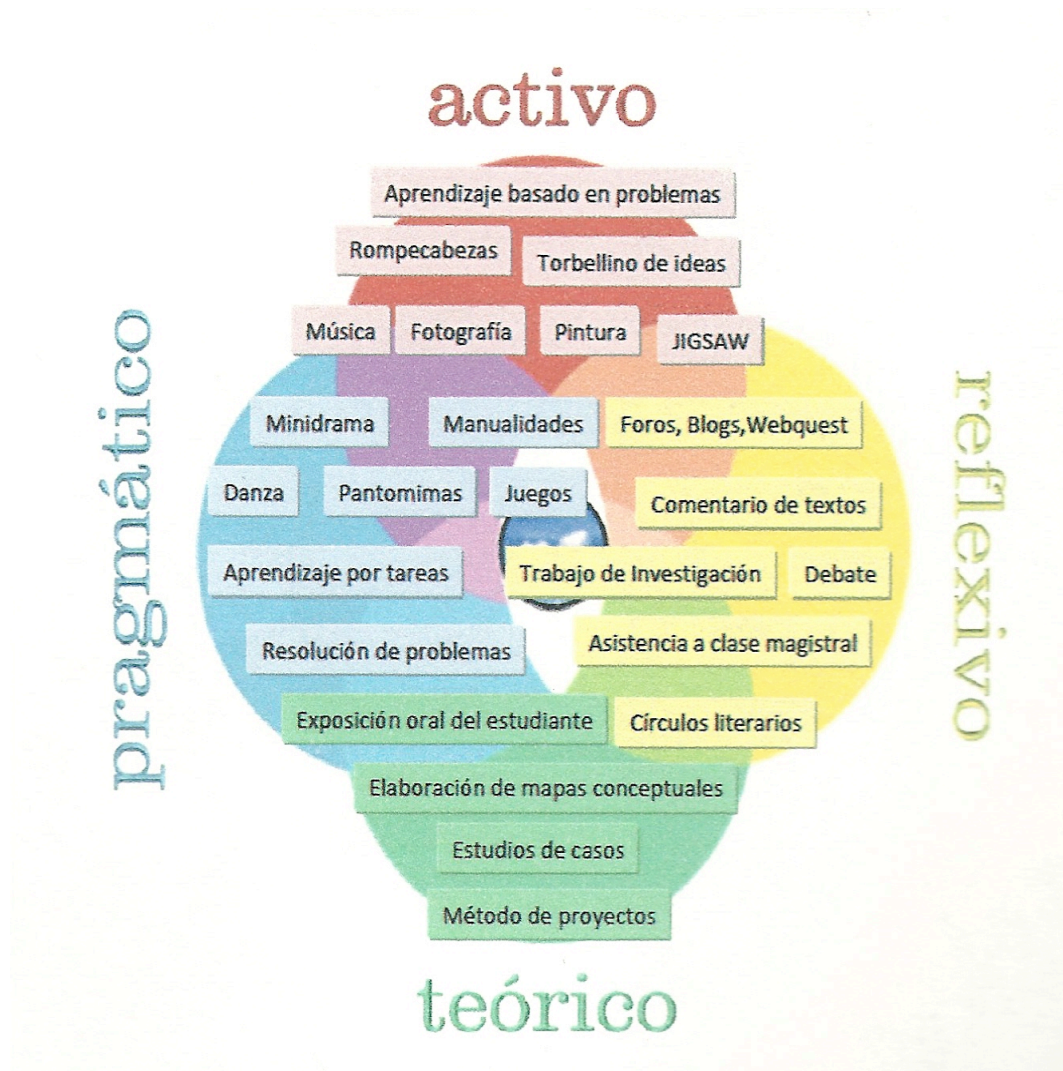 activo
Aprendizaje basado en problemas
Rompecabezas
Torbellino de ideas
Música
Fotografía
Pintura
JIGSAW
pragmático
reflexivo
Minidrama
Manualidades
Foros, Blogs,Webquest
Danza
Pantomimas
Juegos
Comentario de textos
Aprendizaje por tareas
Trabajo de Investigación
Debate
Resolución de problemas
Asistencia a clase magistral
Exposición oral del estudiante
Círculos literarios
Elaboración de mapas conceptuales
Estudios de casos
Método de proyectos
teórico